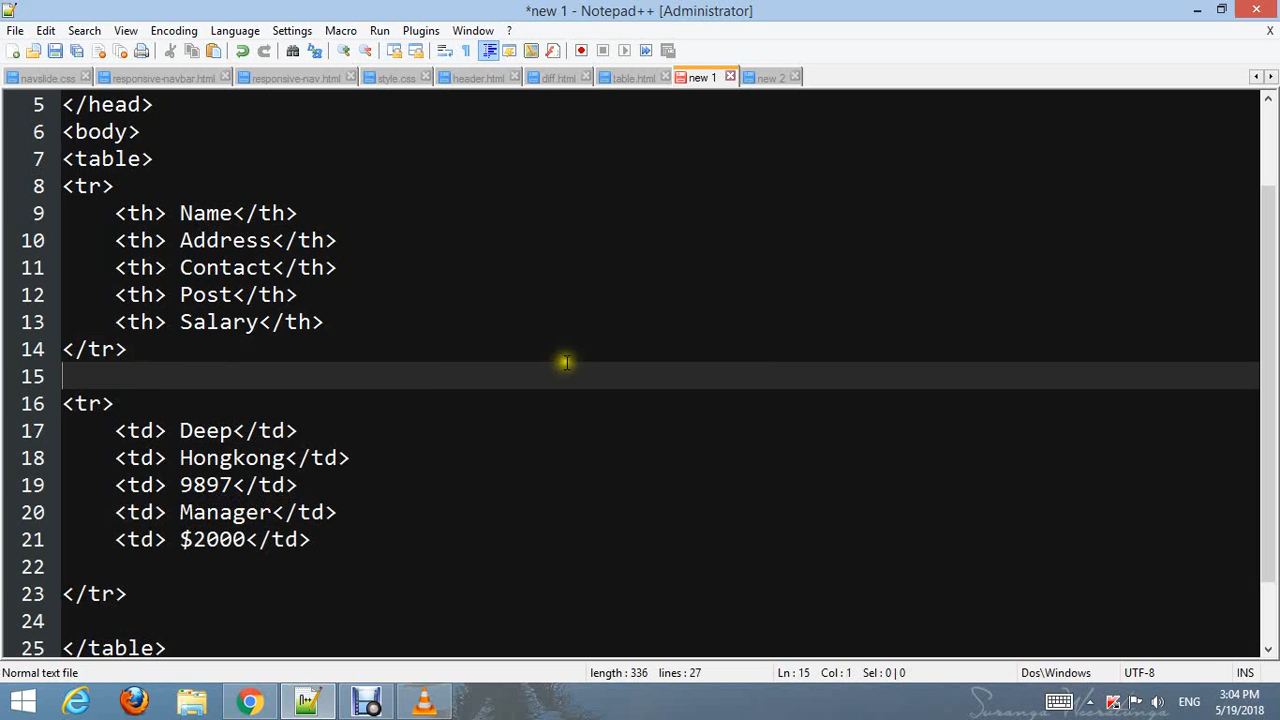 *new 1 - Notepad++ [Administrator]
File Edit Search View Encoding Language Settings Macro Run Plugins Window ? X
navslide.css responsive-navbar.html responsive-nav.html style.css header.html diff.html table.html new 1 new 2
5 </head>
6 <body>
7 <table>
8 <tr>
9 <th> Name</th>
10 <th> Address</th>
11 <th> Contact</th>
12 <th> Post</th>
13 <th> Salary</th>
14 </tr>
15
16 <tr>
17 <td> Deep</td>
18 <td> Hongkong</td>
19 <td> 9897</td>
20 <td> Manager</td>
21 <td> $2000</td>
22
23 </tr>
24
25 </table>
Normal text file length : 336 lines : 27 Ln : 15 Col : 1 Sel : 0 | 0 Dos\Windows UTF-8 INS
Suranga Weeratunga
ENG
3:04 PM
5/19/2018